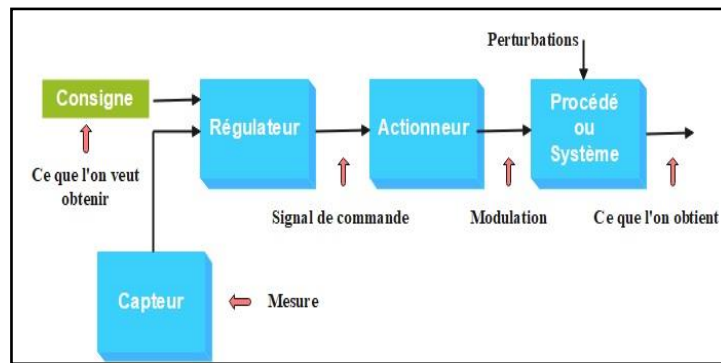 Perturbations
Consigne
Régulateur
Actionneur
Procédé
ou
Système
Ce que l'on veut
obtenir
Signal de commande
Modulation
Ce que l'on obtient
Capteur
Mesure